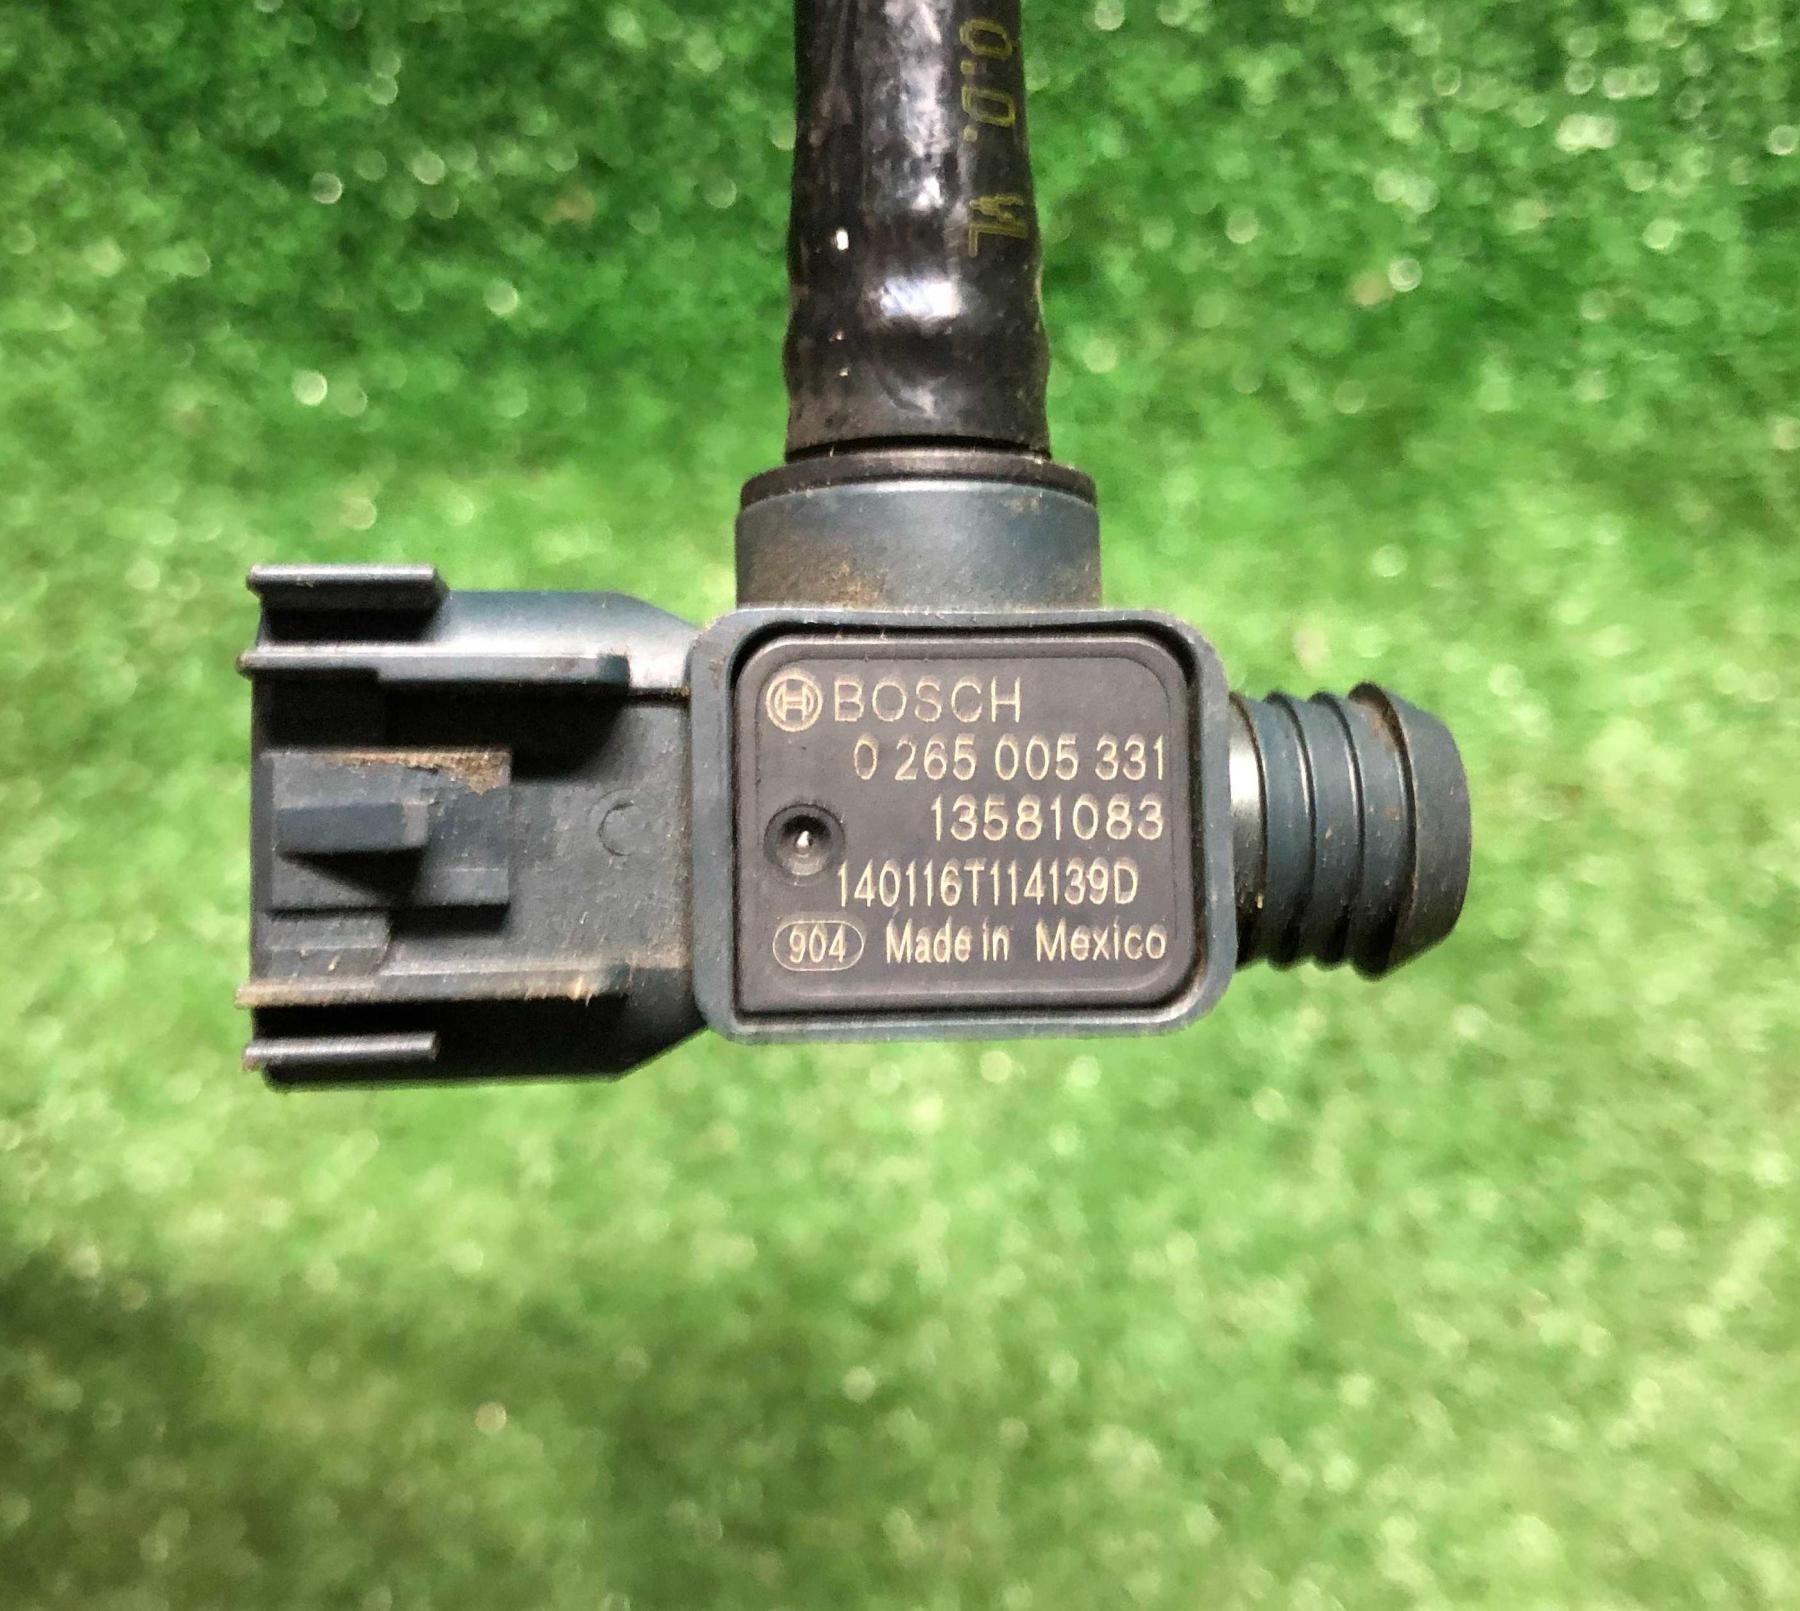 BOSCH
0 265 005 331
13581083
140116T114139D
904 Made in Mexico